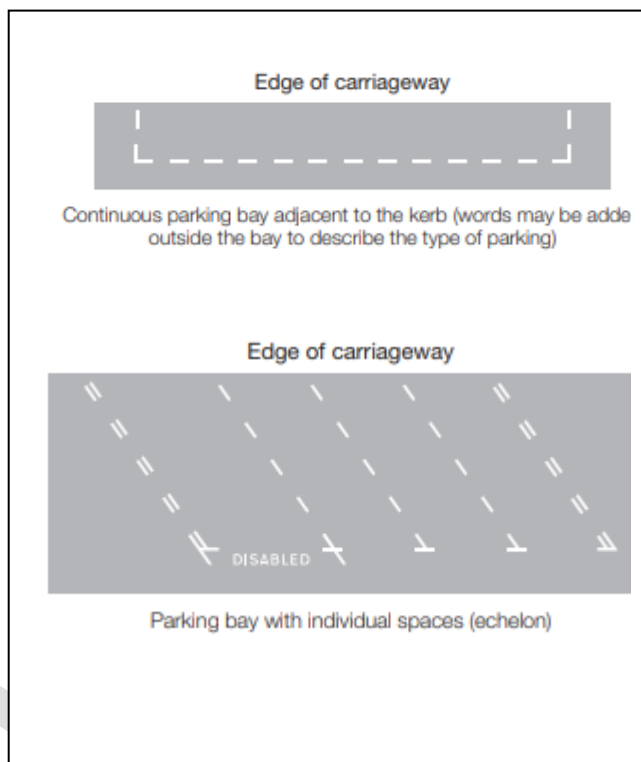 Edge of carriageway
Continuous parking bay adjacent to the kerb (words may be adde
outside the bay to describe the type of parking)
Edge of carriageway
DISABLED
Parking bay with individual spaces (echelon)